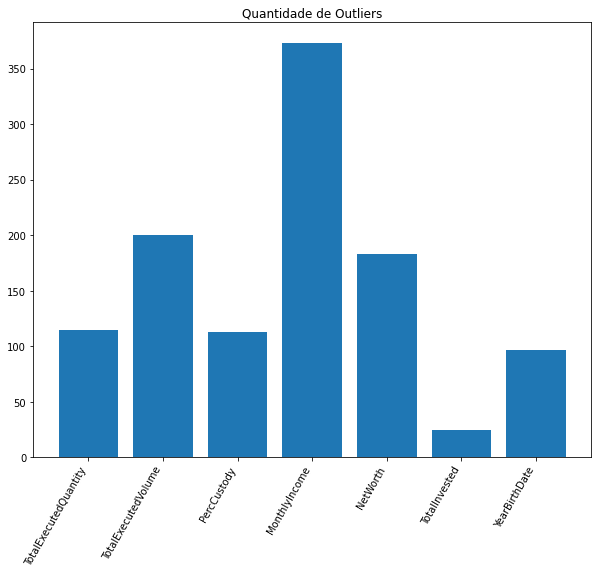 Quantidade de Outliers
350
300
250
200
150
100
50
0
TotalExecutedQuantity
TotalExecutedVolume
PercCustody
MonthlyIncome
NetWorth
TotalInvested
YearBirthDate